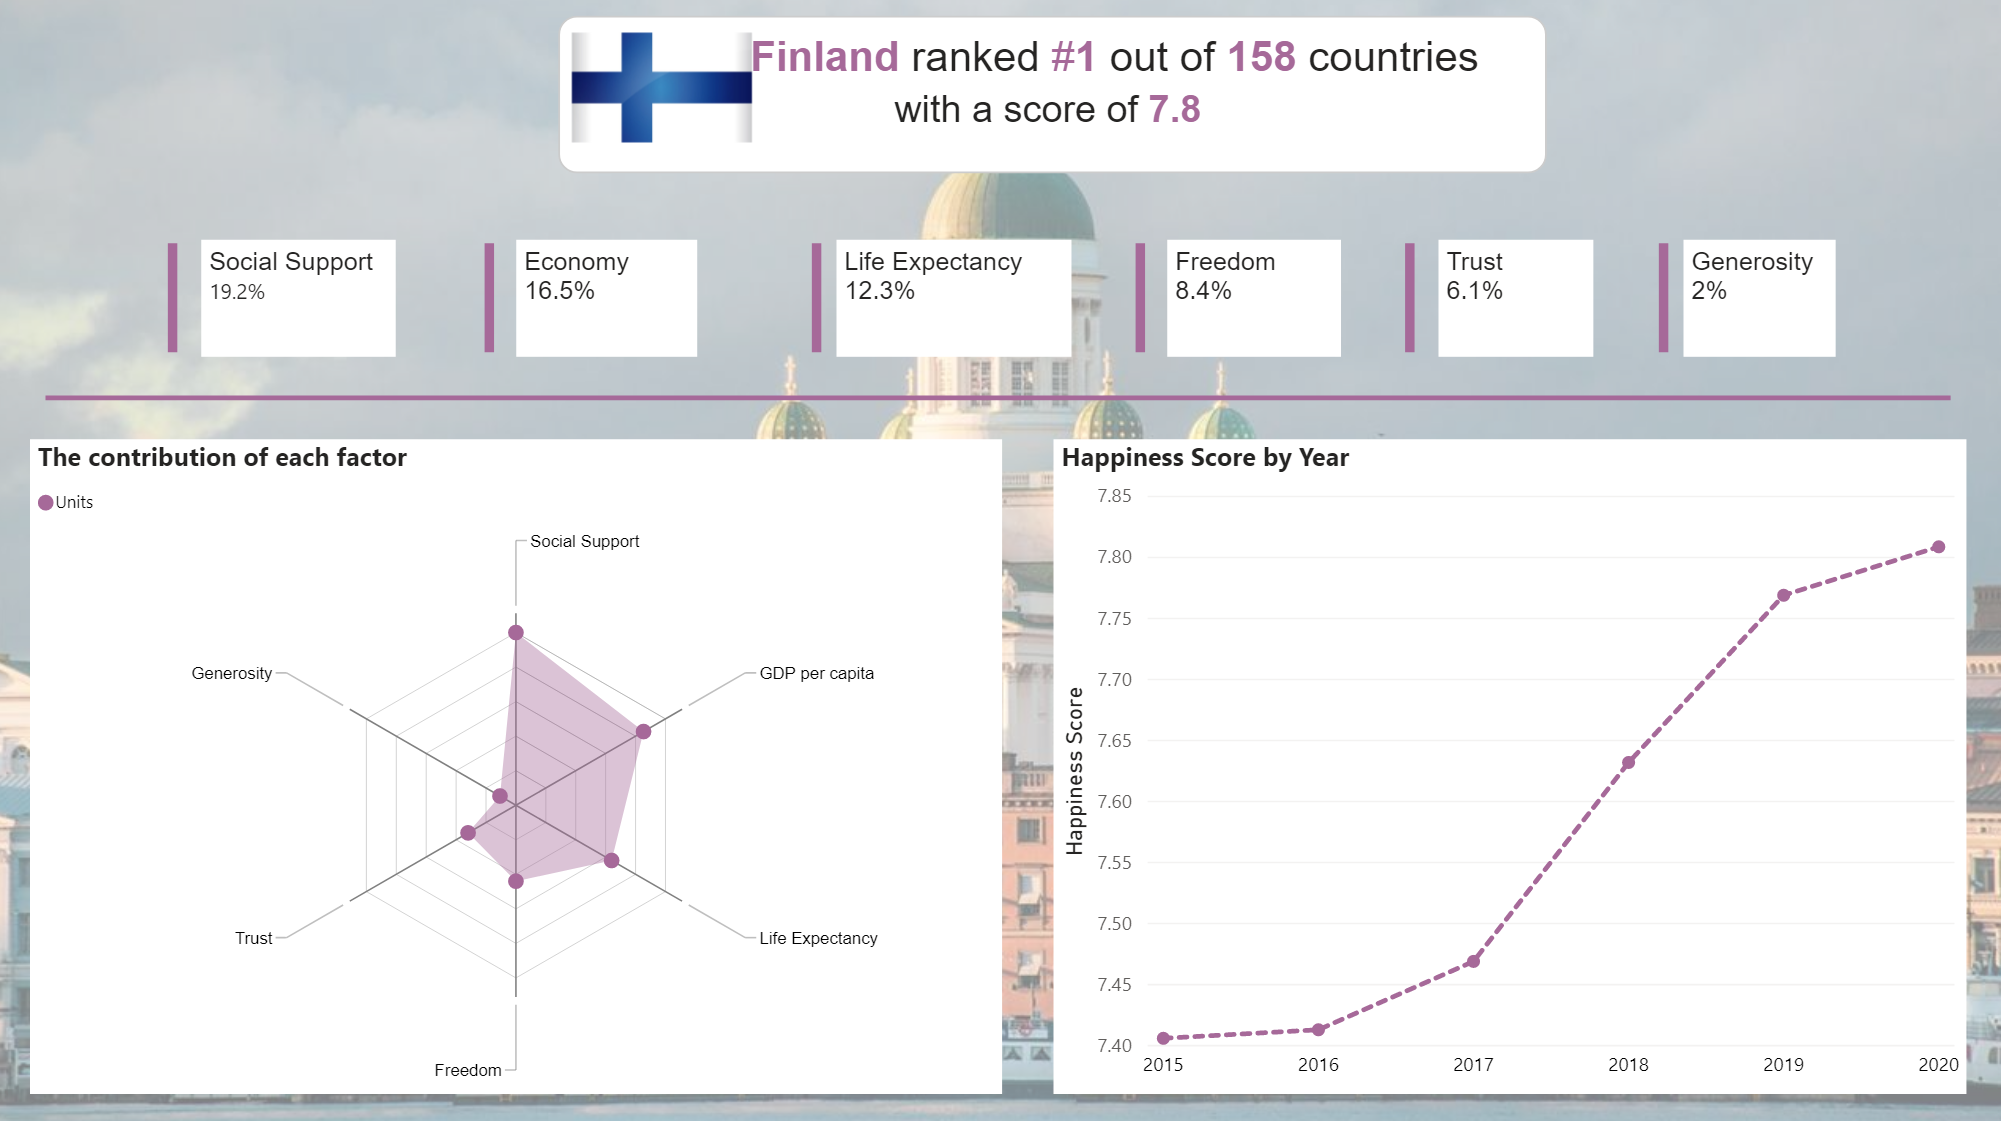 Finland ranked #1 out of 158 countries
with a score of 7.8
Social Support
19.2%
Economy
16.5%
Life Expectancy
12.3%
Freedom
8.4%
Trust
6.1%
Generosity
2%
The contribution of each factor
Units
Social Support
Generosity
GDP per capita
Trust
Life Expectancy
Freedom
Happiness Score by Year
Happiness Score
7.85
7.80
7.75
7.70
7.65
7.60
7.55
7.50
7.45
7.40
2015 2016 2017 2018 2019 2020